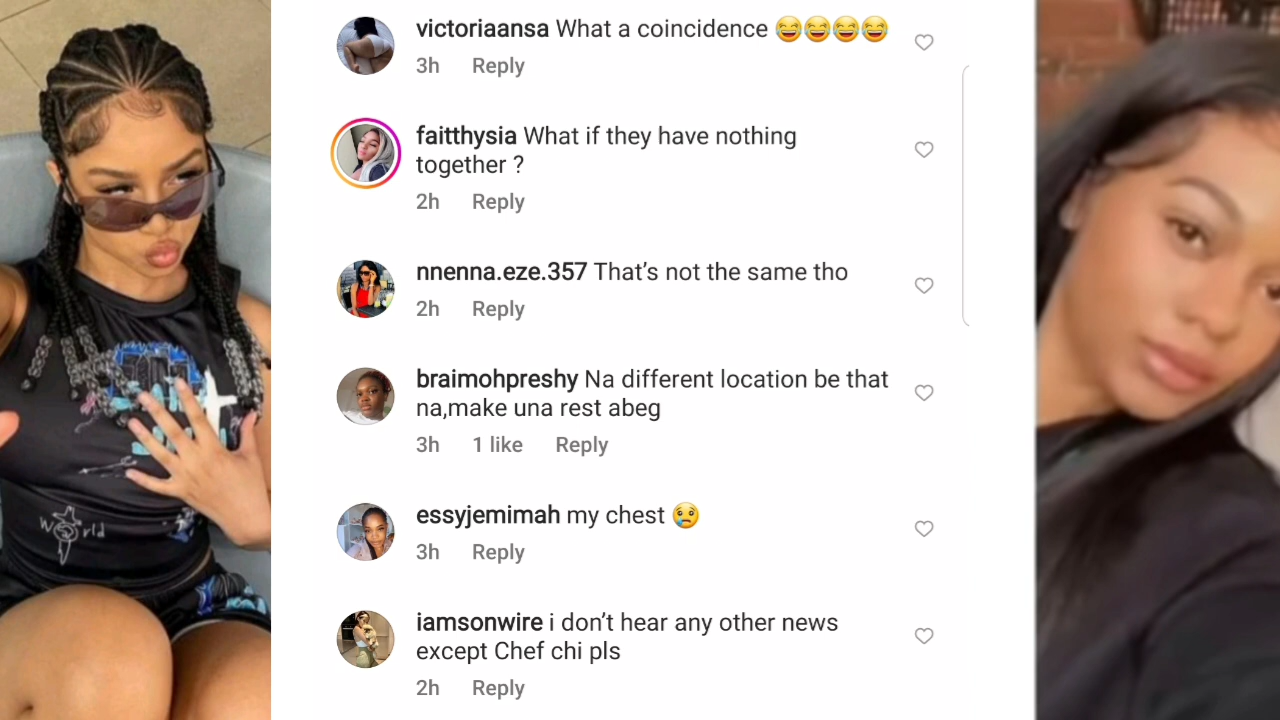 victoriaansa What a coincidence 😂😂😂😂
3h Reply
faitthysia What if they have nothing
together ?
2h Reply
nnenna.eze.357 That's not the same tho
2h Reply
braimohpreshy Na different location be that
na,make una rest abeg
3h 1 like Reply
essyjemimah my chest 😢
3h Reply
iamsonwire i don't hear any other news
except Chef chi pls
2h Reply
World